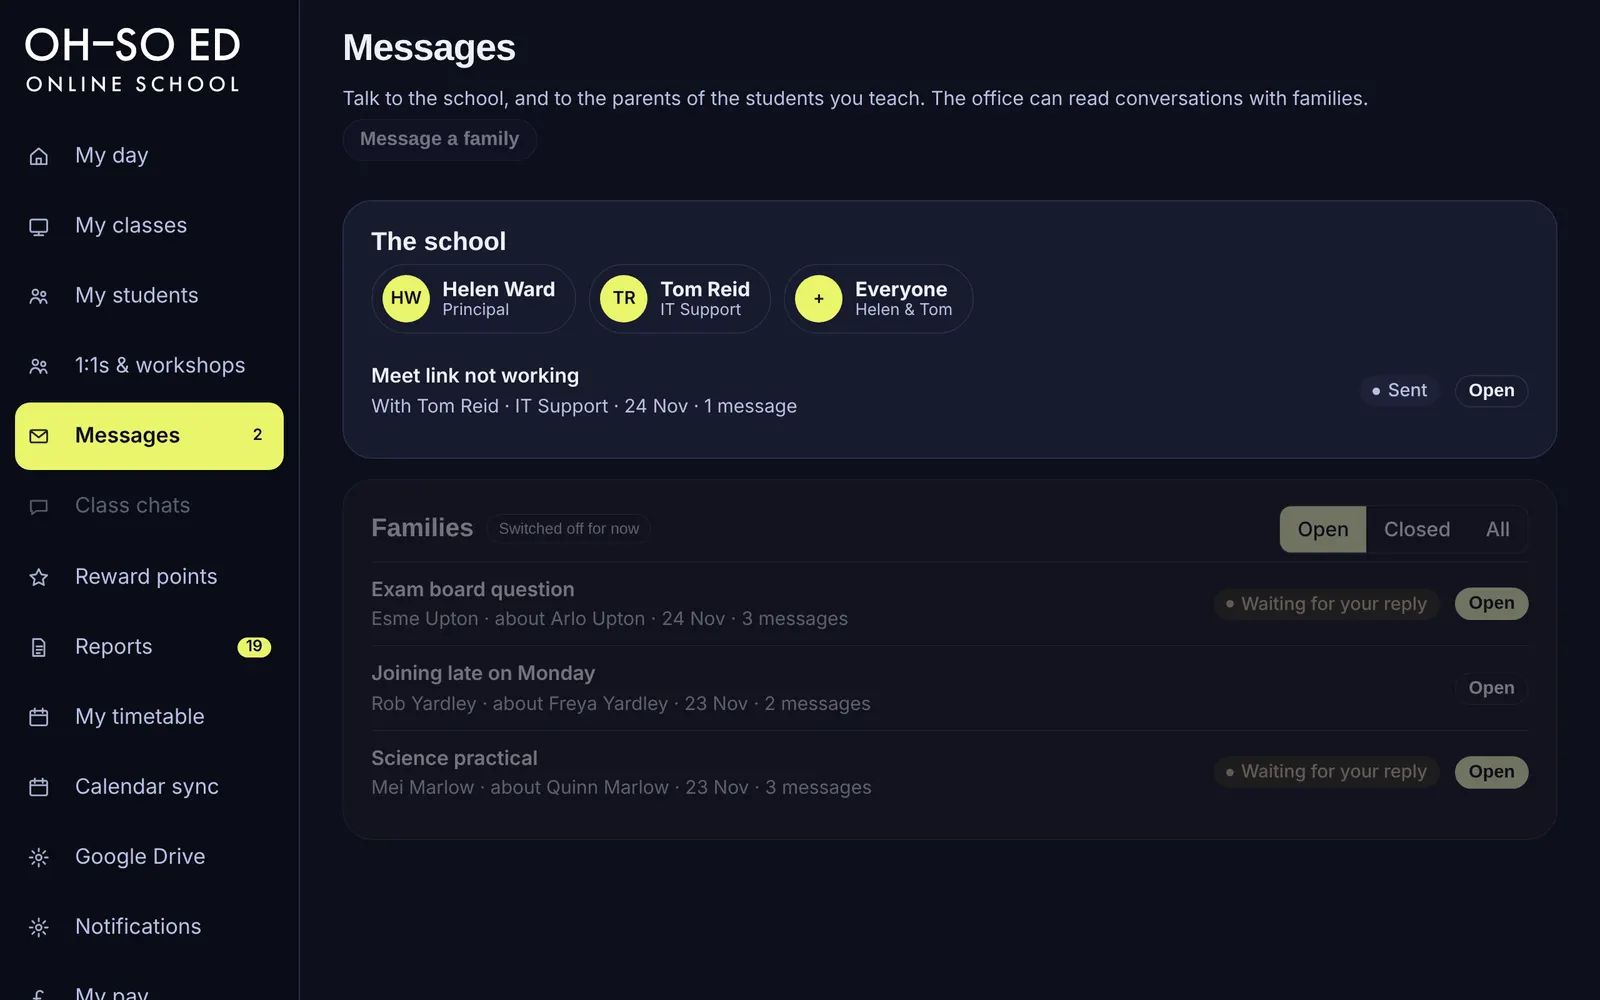 OH-SO ED
ONLINE SCHOOL
My day
My classes
My students
1:1s & workshops
Messages 2
Class chats
Reward points
Reports 19
My timetable
Calendar sync
Google Drive
Notifications
My pay
Messages
Talk to the school, and to the parents of the students you teach. The office can read conversations with families.
Message a family
The school
HW Helen Ward
Principal
TR Tom Reid
IT Support
+ Everyone
Helen & Tom
Meet link not working
With Tom Reid · IT Support · 24 Nov · 1 message
• Sent Open
Families Switched off for now
Open Closed All
Exam board question
Esme Upton · about Arlo Upton · 24 Nov · 3 messages
• Waiting for your reply Open
Joining late on Monday
Rob Yardley · about Freya Yardley · 23 Nov · 2 messages
Open
Science practical
Mei Marlow · about Quinn Marlow · 23 Nov · 3 messages
• Waiting for your reply Open